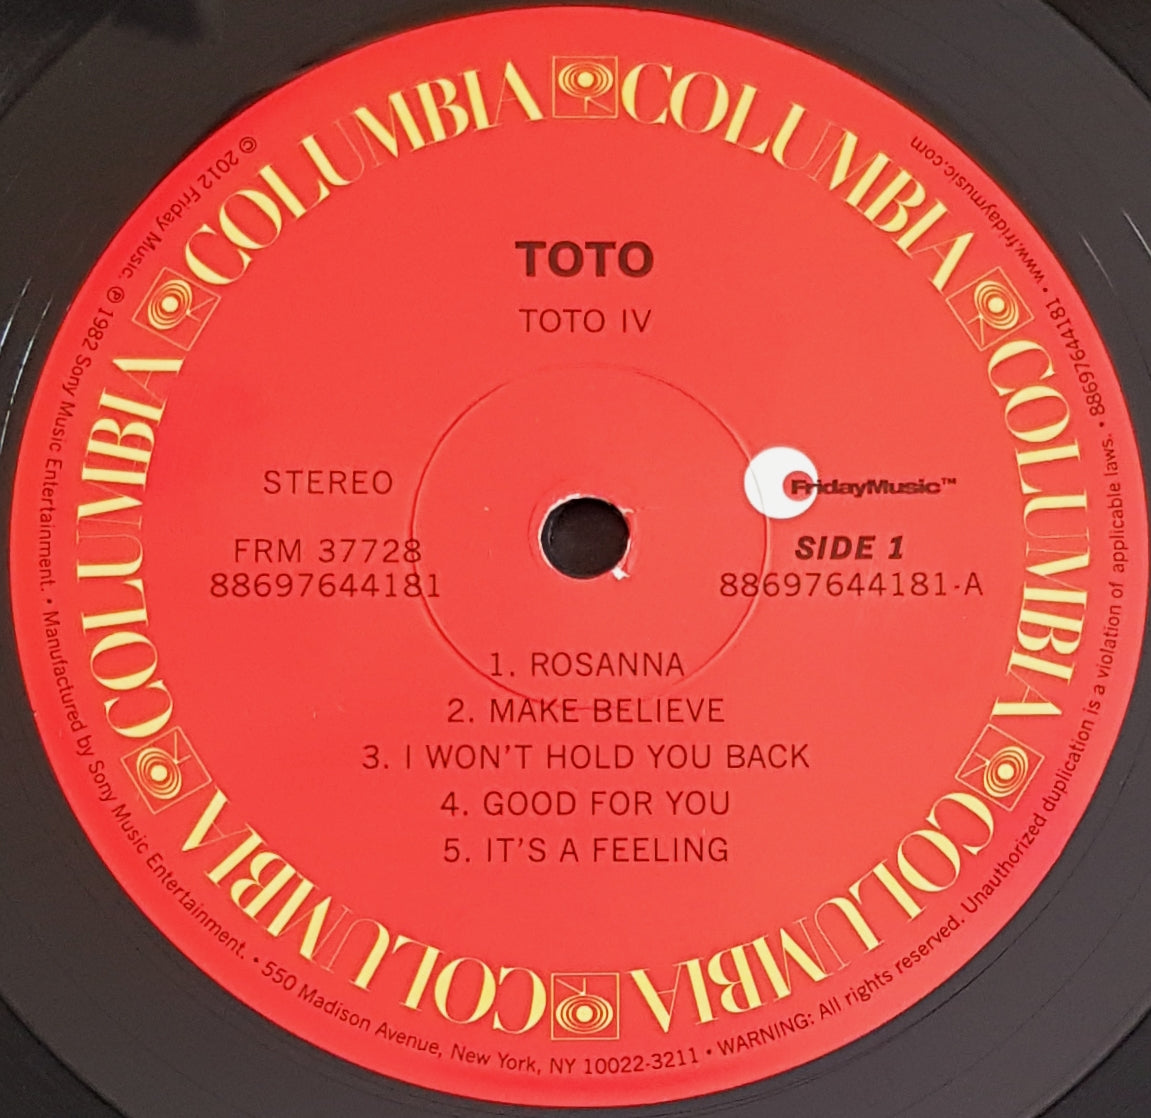 COLUMBIA COLUMBIA COLUMBIA COLUMBIA COLUMBIA COLUMBIA
TOTO
TOTO IV
STEREO
FridayMusic™
FRM 37728
SIDE 1
88697644181
88697644181-A
1. ROSANNA
2. MAKE BELIEVE
3. I WON'T HOLD YOU BACK
4. GOOD FOR YOU
5. IT'S A FEELING
© 2012 Friday Music. ℗ 1982 Sony Music Entertainment. • Manufactured by Sony Music Entertainment. • 550 Madison Avenue, New York, NY 10022-3211 • WARNING: All rights reserved. Unauthorized duplication is a violation of applicable laws. • 88697644181 • www.fridaymusic.com